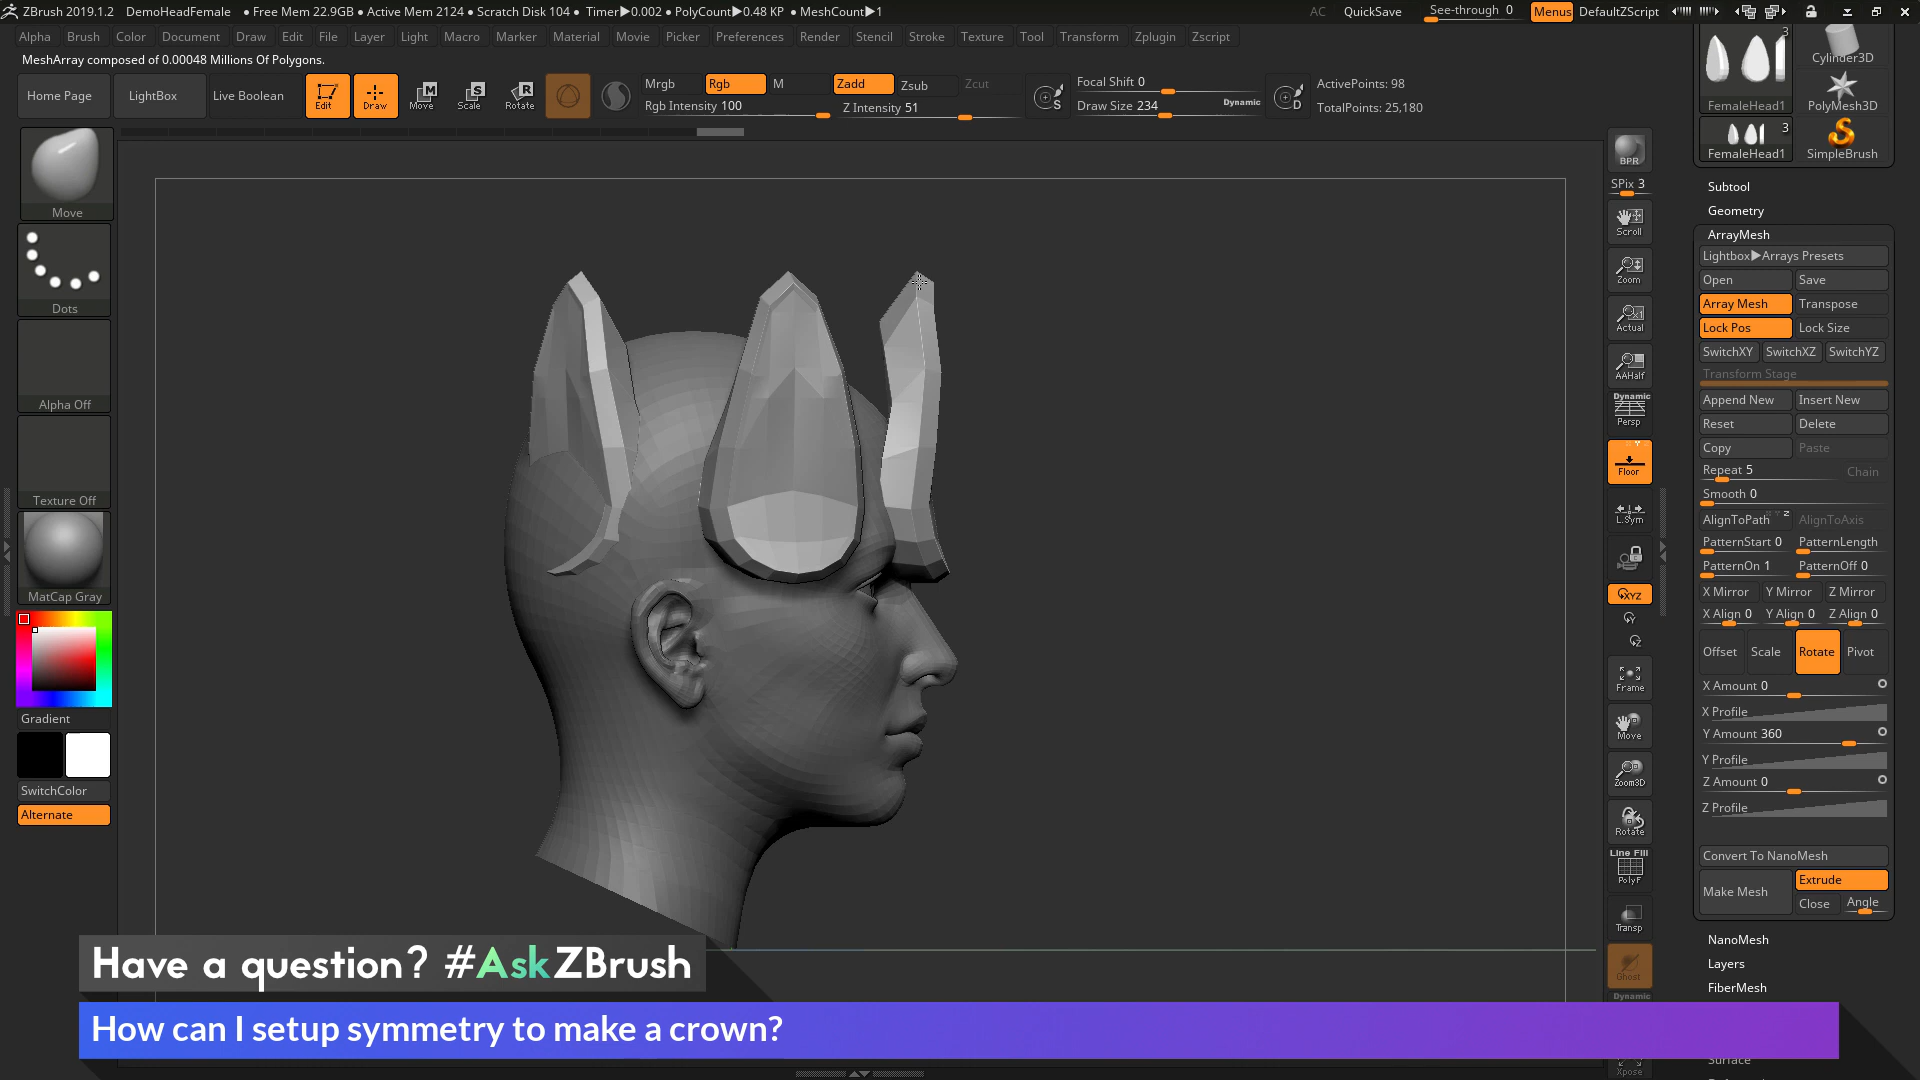 ZBrush 2019.1.2 DemoHeadFemale • Free Mem 22.9GB • Active Mem 2124 • Scratch Disk 104 • Timer▶0.002 • PolyCount▶0.48 KP • MeshCount▶1 AC QuickSave See-through 0 Menus DefaultZScript
Alpha Brush Color Document Draw Edit File Layer Light Macro Marker Material Movie Picker Preferences Render Stencil Stroke Texture Tool Transform Zplugin Zscript
MeshArray composed of 0.00048 Millions Of Polygons.
Home Page LightBox Live Boolean Edit Draw Move Scale Rotate
Mrgb Rgb M Zadd Zsub Zcut
Rgb Intensity 100 Z Intensity 51
S Focal Shift 0
Draw Size 234 Dynamic
D ActivePoints: 98
TotalPoints: 25,180
Move
Dots
Alpha Off
Texture Off
MatCap Gray
Gradient
SwitchColor
Alternate
BPR
SPix 3
Scroll
Zoom
Actual
AAHalf
Dynamic
Persp
Floor
L.Sym
XYZ
Frame
Move
Zoom3D
Rotate
Line Fill
PolyF
Transp
Ghost
Dynamic
Xpose
3
Cylinder3D
FemaleHead1 PolyMesh3D
3
FemaleHead1 SimpleBrush
Subtool
Geometry
ArrayMesh
Lightbox▶Arrays Presets
Open Save
Array Mesh Transpose
Lock Pos Lock Size
SwitchXY SwitchXZ SwitchYZ
Transform Stage
Append New Insert New
Reset Delete
Copy Paste
Repeat 5 Chain
Smooth 0
AlignToPath AlignToAxis
PatternStart 0 PatternLength
PatternOn 1 PatternOff 0
X Mirror Y Mirror Z Mirror
X Align 0 Y Align 0 Z Align 0
Offset Scale Rotate Pivot
X Amount 0
X Profile
Y Amount 360
Y Profile
Z Amount 0
Z Profile
Convert To NanoMesh
Make Mesh Extrude
Close Angle
NanoMesh
Layers
FiberMesh
Surface
Have a question? #AskZBrush
How can I setup symmetry to make a crown?